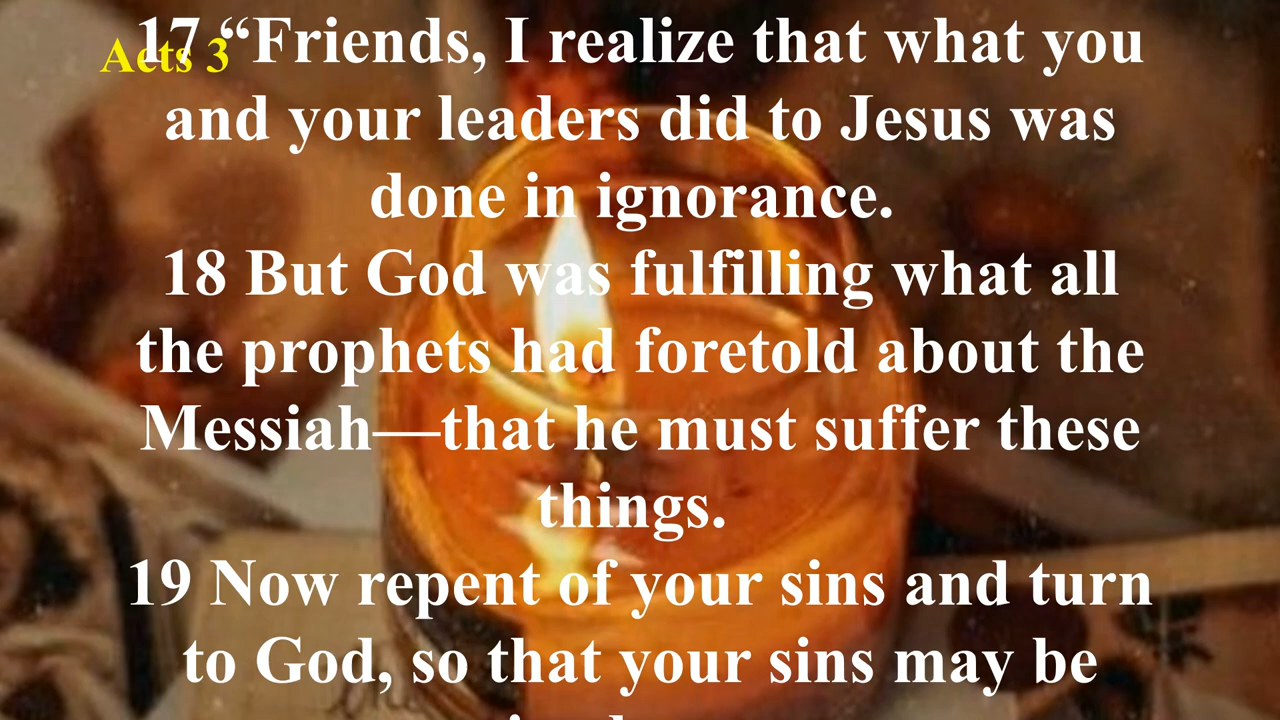 Acts 3
17 “Friends, I realize that what you
and your leaders did to Jesus was
done in ignorance.
18 But God was fulfilling what all
the prophets had foretold about the
Messiah—that he must suffer these
things.
19 Now repent of your sins and turn
to God, so that your sins may be